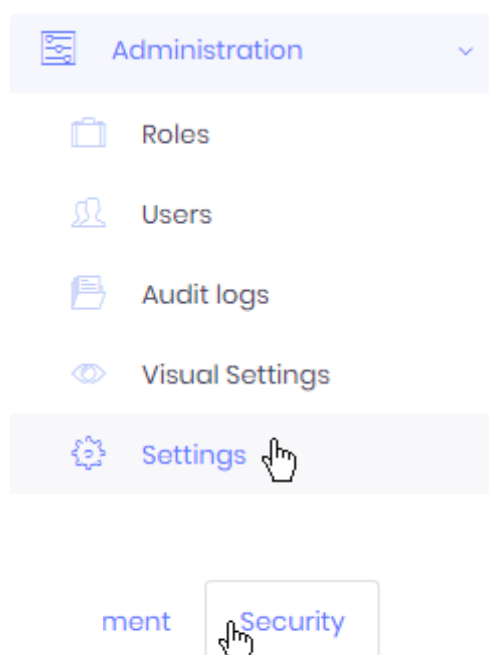 Administration
Roles
Users
Audit logs
Visual Settings
Settings
ment Security